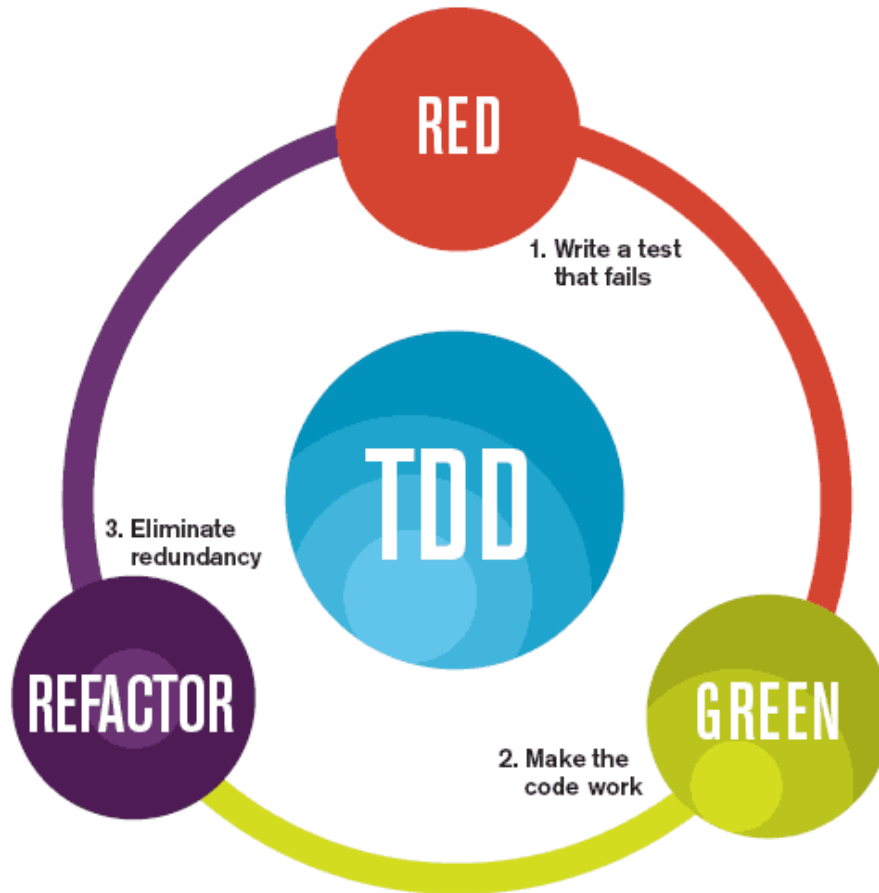 RED
1. Write a test
that fails
TDD
3. Eliminate
redundancy
REFACTOR
GREEN
2. Make the
code work